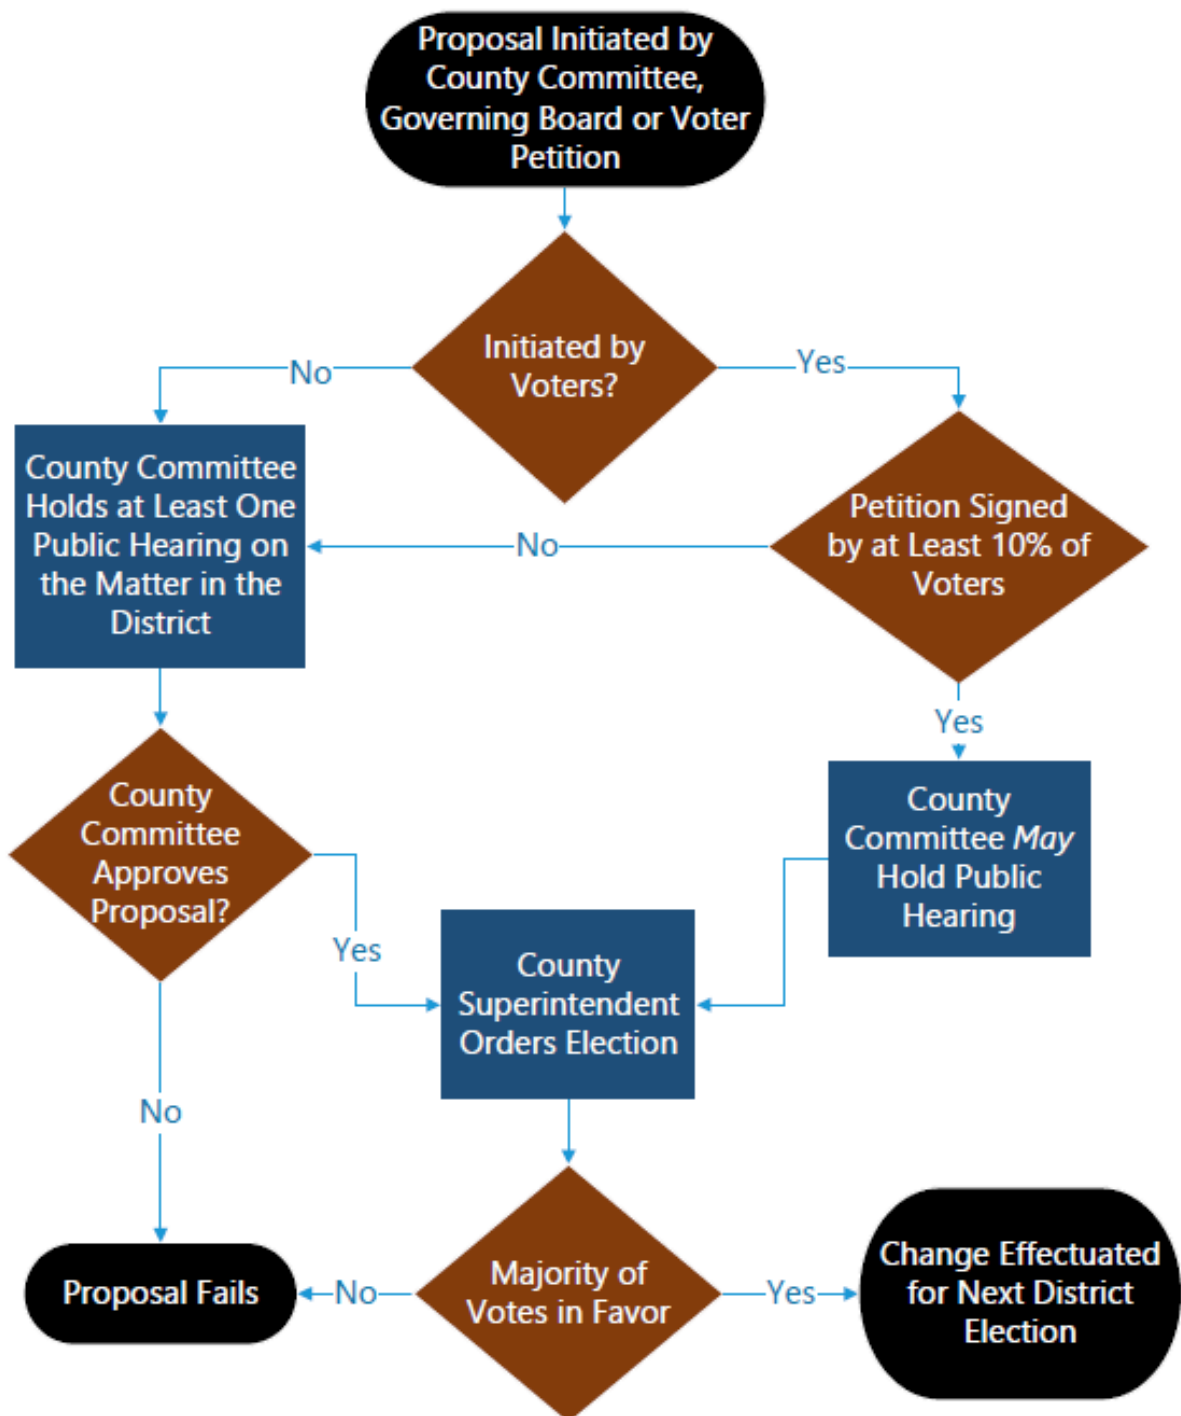 Proposal Initiated by
County Committee,
Governing Board or Voter
Petition
Initiated by
Voters?
No
Yes
County Committee
Holds at Least One
Public Hearing on
the Matter in the
District
No
Petition Signed
by at Least 10% of
Voters
Yes
County
Committee
Approves
Proposal?
County
Committee May
Hold Public
Hearing
Yes
County
Superintendent
Orders Election
No
Proposal Fails
No
Majority of
Votes in Favor
Yes
Change Effectuated
for Next District
Election